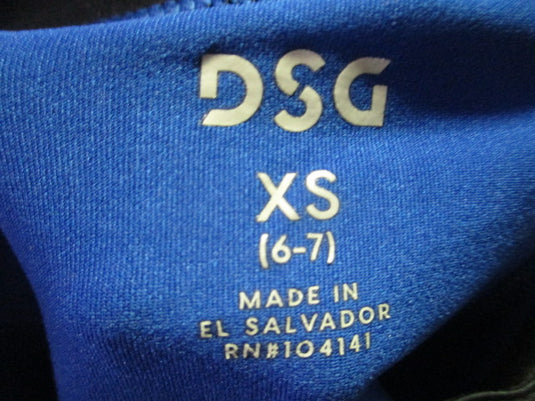 DSG
XS
(6-7)
MADE IN
EL SALVADOR
RN#104141